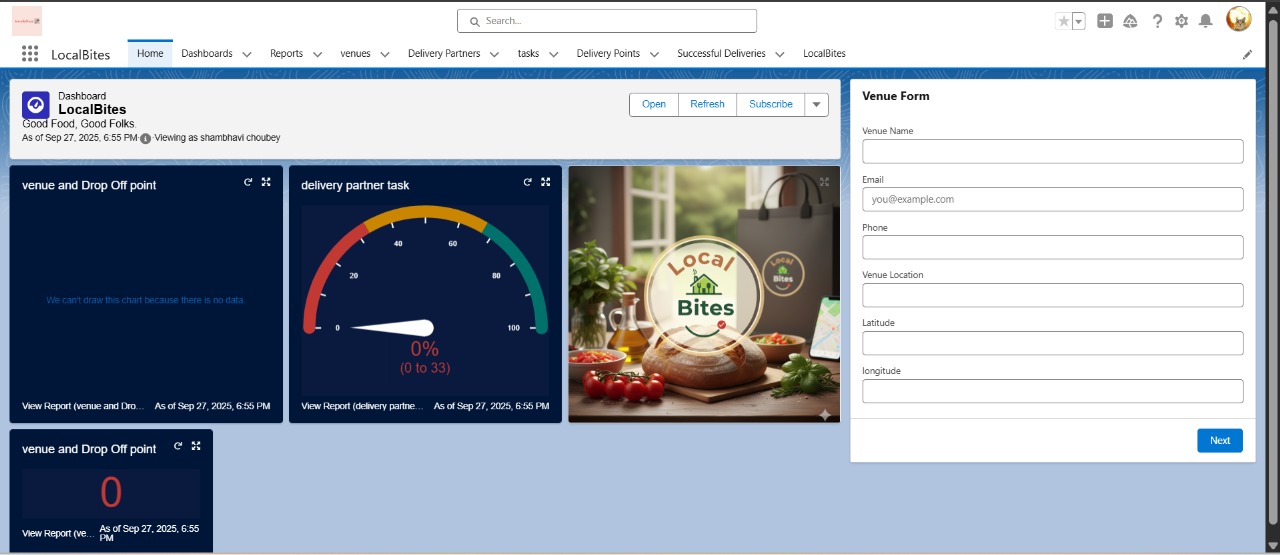 Search...
LocalBites
Home
Dashboards
Reports
venues
Delivery Partners
tasks
Delivery Points
Successful Deliveries
LocalBites
Dashboard
LocalBites
Good Food, Good Folks.
As of Sep 27, 2025, 6:55 PM·Viewing as shambhavi choubey
Open
Refresh
Subscribe
venue and Drop Off point
We can't draw this chart because there is no data.
View Report (venue and Dro...
As of Sep 27, 2025, 6:55 PM
delivery partner task
0
20
40
60
80
100
0%
(0 to 33)
View Report (delivery partne...
As of Sep 27, 2025, 6:55 PM
Local
Bites
Local
Bites
venue and Drop Off point
0
View Report (ve...
As of Sep 27, 2025, 6:55
PM
Venue Form
Venue Name
Email
you@example.com
Phone
Venue Location
Latitude
longitude
Next